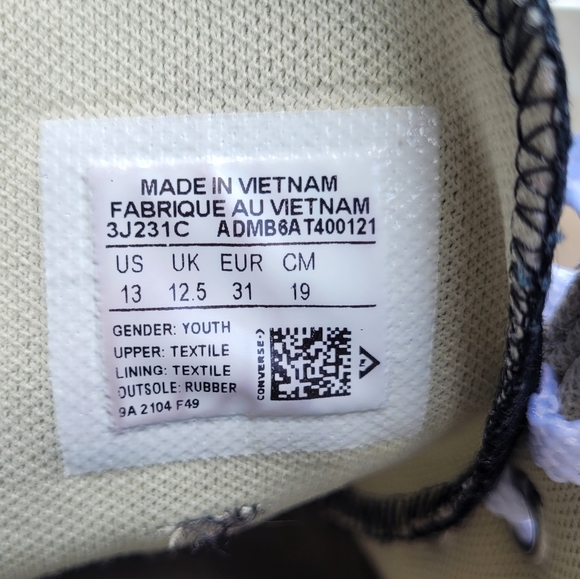 MADE IN VIETNAM
FABRIQUE AU VIETNAM
3J231C ADMB6AT400121
US UK EUR CM
13 12.5 31 19
GENDER: YOUTH
UPPER: TEXTILE
LINING: TEXTILE
OUTSOLE: RUBBER
9A 2104 F49
CONVERSE